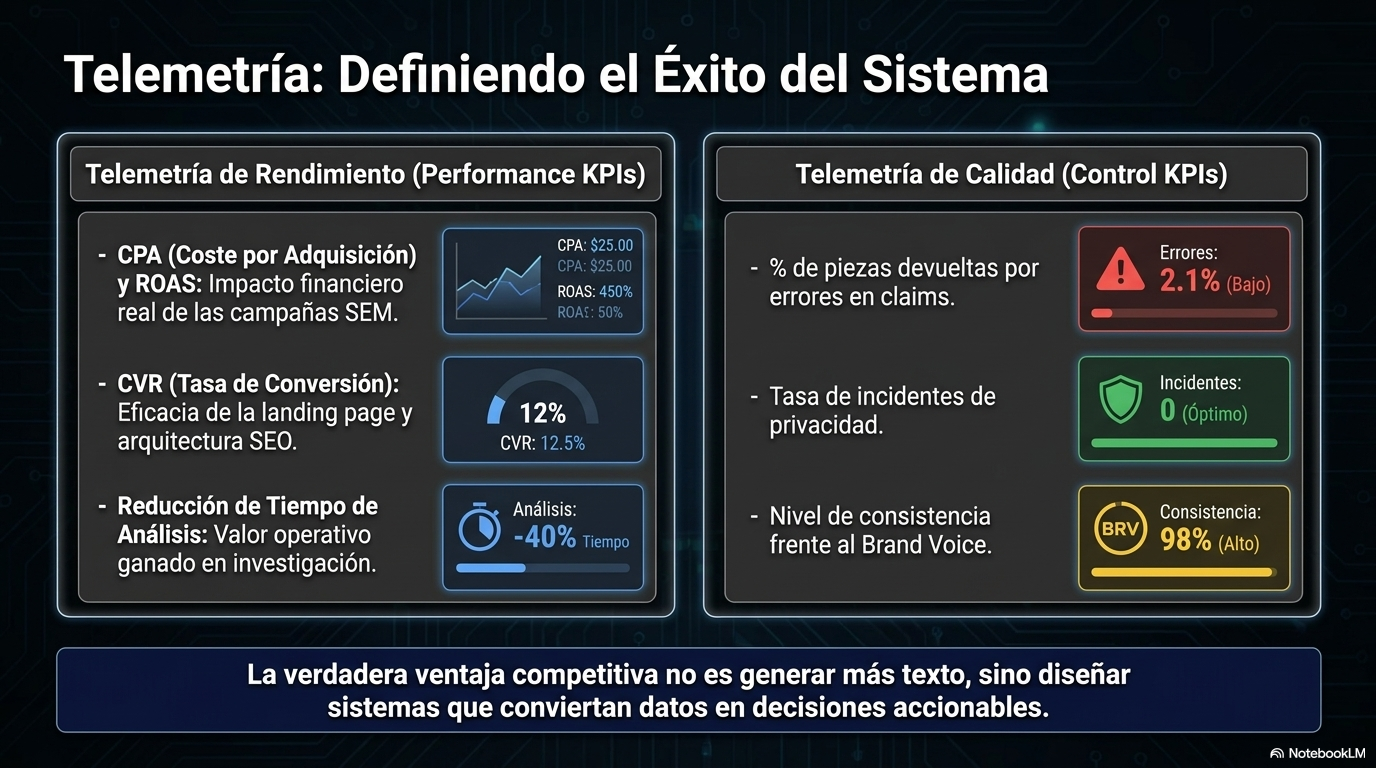 Telemetría: Definiendo el Éxito del Sistema
Telemetría de Rendimiento (Performance KPIs)
- CPA (Coste por Adquisición)
y ROAS: Impacto financiero
real de las campañas SEM.
CPA: $25.00
CPA: $25.00
ROAS: 450%
ROAS: 50%
- CVR (Tasa de Conversión):
Eficacia de la landing page y
arquitectura SEO.
12%
CVR: 12.5%
- Reducción de Tiempo de
Análisis: Valor operativo
ganado en investigación.
Análisis:
-40% Tiempo
Telemetría de Calidad (Control KPIs)
- % de piezas devueltas por
errores en claims.
Errores:
2.1% (Bajo)
- Tasa de incidentes de
privacidad.
Incidentes:
0 (Óptimo)
- Nivel de consistencia
frente al Brand Voice.
BRV
Consistencia:
98% (Alto)
La verdadera ventaja competitiva no es generar más texto, sino diseñar
sistemas que conviertan datos en decisiones accionables.
NotebookLM